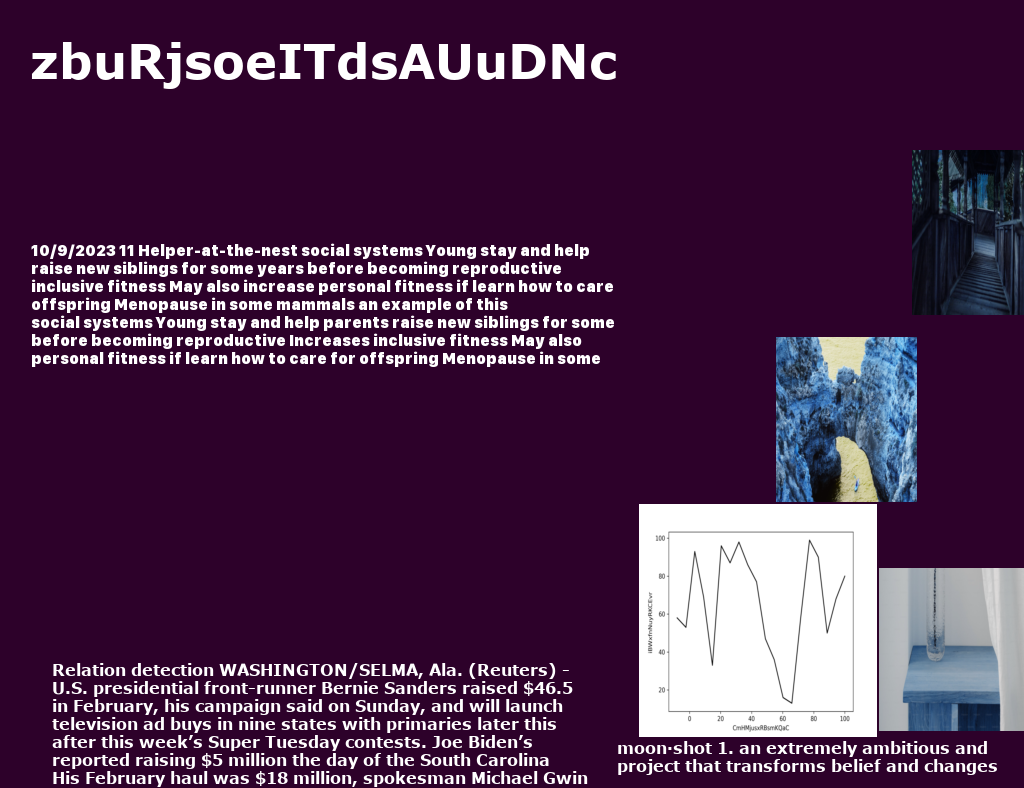 zbuRjsoeITdsAUuDNc
10/9/2023 11 Helper-at-the-nest social systems Young stay and help
raise new siblings for some years before becoming reproductive
inclusive fitness May also increase personal fitness if learn how to care
offspring Menopause in some mammals an example of this
social systems Young stay and help parents raise new siblings for some
before becoming reproductive Increases inclusive fitness May also
personal fitness if learn how to care for offspring Menopause in some
100
80
60
40
20
0 20 40 60 80 100
CmHMjusxRBsmKQaC
Relation detection WASHINGTON/SELMA, Ala. (Reuters) -
U.S. presidential front-runner Bernie Sanders raised $46.5
in February, his campaign said on Sunday, and will launch
television ad buys in nine states with primaries later this
after this week’s Super Tuesday contests. Joe Biden’s
reported raising $5 million the day of the South Carolina
His February haul was $18 million, spokesman Michael Gwin
moon·shot 1. an extremely ambitious and
project that transforms belief and changes